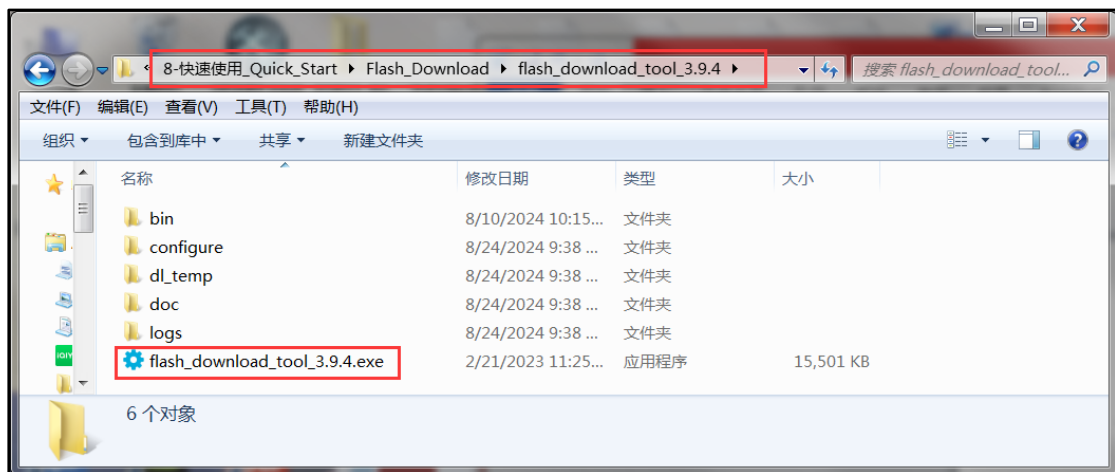 8-快速使用_Quick_Start ▸ Flash_Download ▸ flash_download_tool_3.9.4 ▸
搜索 flash_download_tool...
文件(F) 编辑(E) 查看(V) 工具(T) 帮助(H)
组织 包含到库中 共享 新建文件夹
名称 修改日期 类型 大小
bin 8/10/2024 10:15... 文件夹
configure 8/24/2024 9:38 ... 文件夹
dl_temp 8/24/2024 9:38 ... 文件夹
doc 8/24/2024 9:38 ... 文件夹
logs 8/24/2024 9:38 ... 文件夹
flash_download_tool_3.9.4.exe 2/21/2023 11:25... 应用程序 15,501 KB
6 个对象